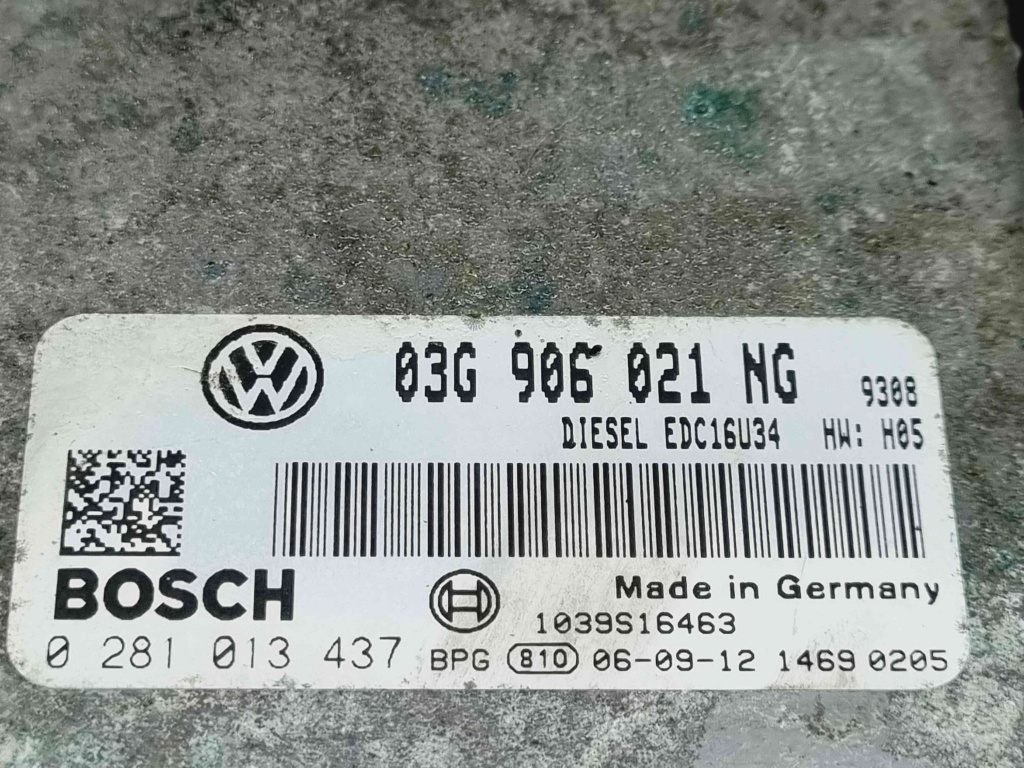 03G 906 021 NG 9308
DIESEL EDC16U34 HW: H05
BOSCH
Made in Germany
1039S16463
0 281 013 437 BPG 810 06-09-12 1469 0205